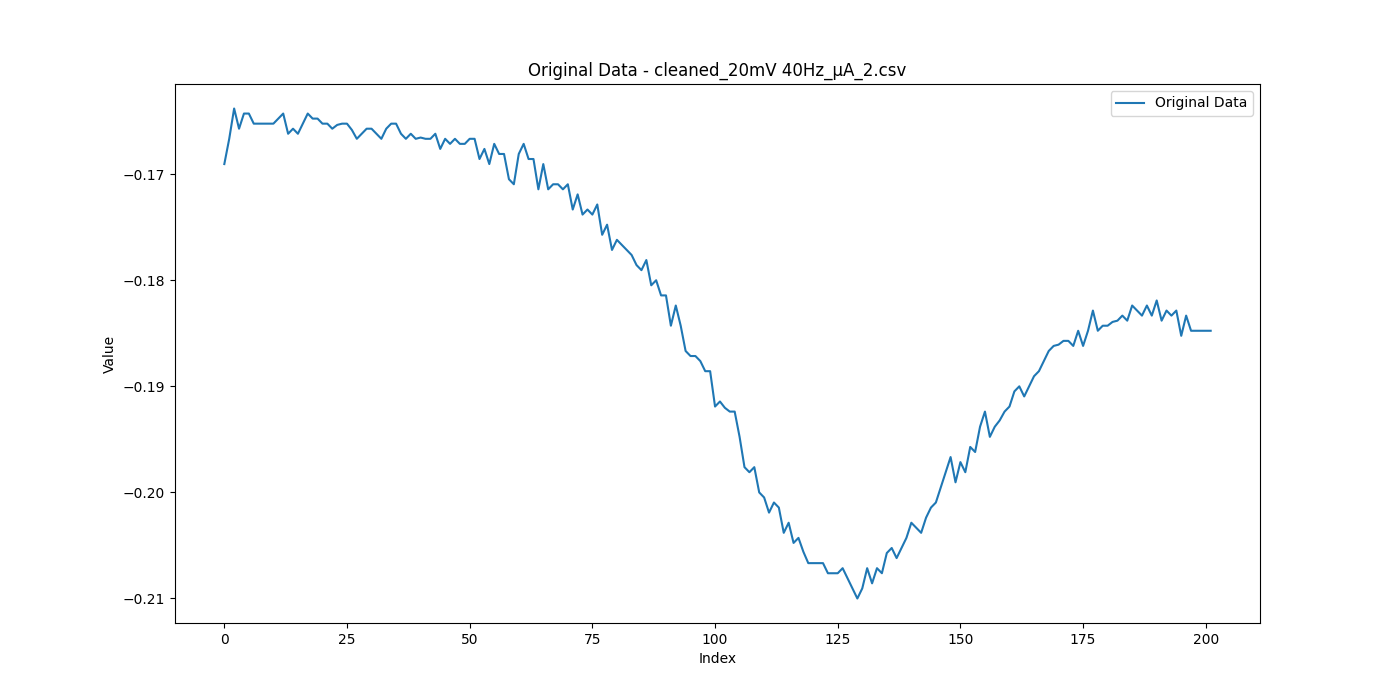 Original Data - cleaned_20mV 40Hz_μA_2.csv
Original Data
−0.17
−0.18
−0.19
−0.20
−0.21
Value
0 25 50 75 100 125 150 175 200
Index